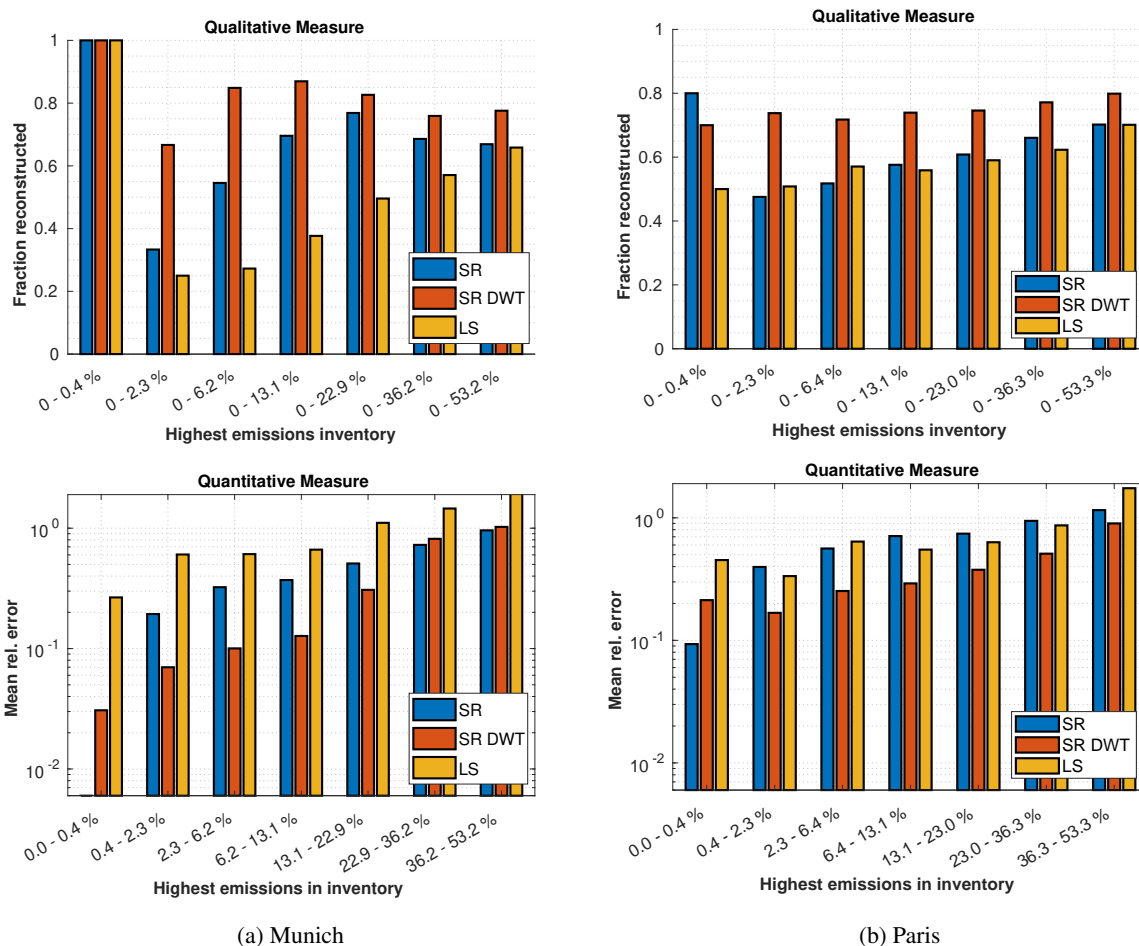 Qualitative Measure
Fraction reconstructed
1
0.8
0.6
0.4
0.2
0
SR
SR DWT
LS
0 - 0.4 %
0 - 2.3 %
0 - 6.2 %
0 - 13.1 %
0 - 22.9 %
0 - 36.2 %
0 - 53.2 %
Highest emissions inventory
Qualitative Measure
Fraction reconstructed
1
0.8
0.6
0.4
0.2
0
SR
SR DWT
LS
0 - 0.4 %
0 - 2.3 %
0 - 6.4 %
0 - 13.1 %
0 - 23.0 %
0 - 36.3 %
0 - 53.3 %
Highest emissions inventory
Quantitative Measure
Mean rel. error
10^0
10^-1
10^-2
SR
SR DWT
LS
0.0 - 0.4 %
0.4 - 2.3 %
2.3 - 6.2 %
6.2 - 13.1 %
13.1 - 22.9 %
22.9 - 36.2 %
36.2 - 53.2 %
Highest emissions in inventory
Quantitative Measure
Mean rel. error
10^0
10^-1
10^-2
SR
SR DWT
LS
0.0 - 0.4 %
0.4 - 2.3 %
2.3 - 6.4 %
6.4 - 13.1 %
13.1 - 23.0 %
23.0 - 36.3 %
36.3 - 53.3 %
Highest emissions in inventory
(a) Munich
(b) Paris